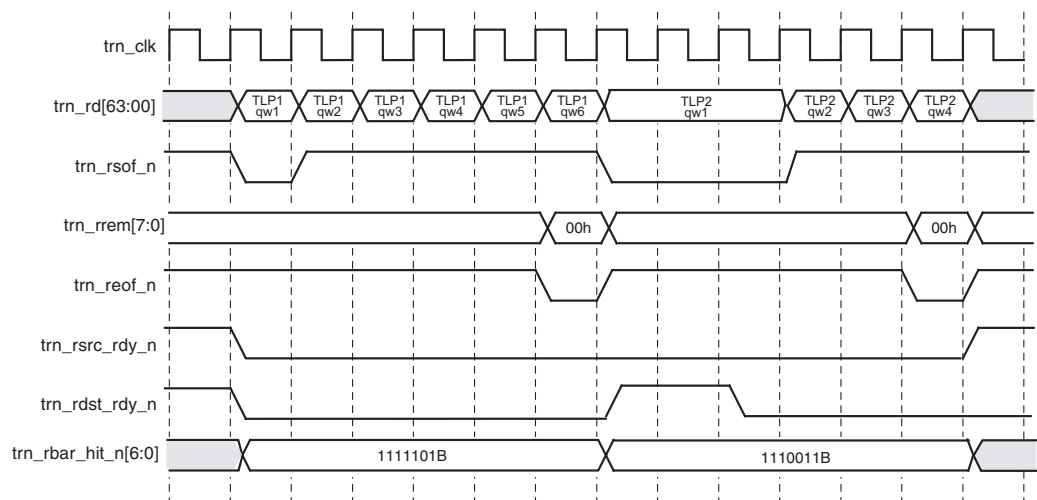 trn_clk
trn_rd[63:00]
TLP1 TLP1 TLP1 TLP1 TLP1 TLP1 TLP2 TLP2 TLP2 TLP2
qw1 qw2 qw3 qw4 qw5 qw6 qw1 qw2 qw3 qw4
trn_rsof_n
trn_rrem[7:0]
00h 00h
trn_reof_n
trn_rsrc_rdy_n
trn_rdst_rdy_n
trn_rbar_hit_n[6:0]
1111101B 1110011B